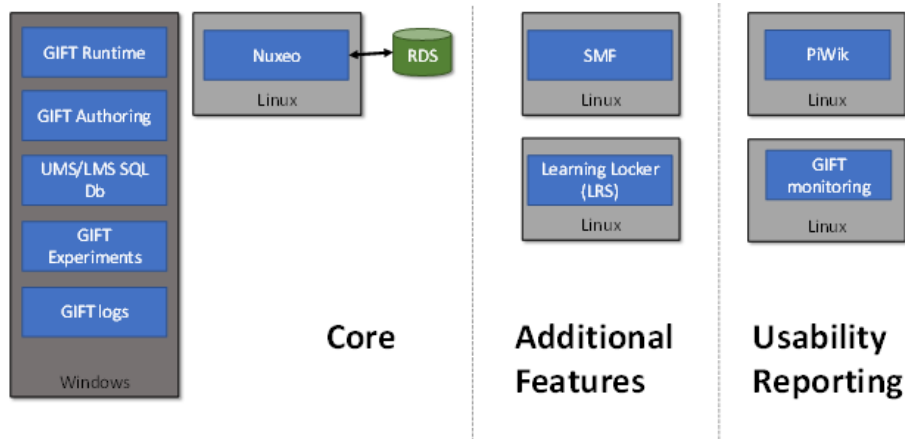 GIFT Runtime
GIFT Authoring
UMS/LMS SQL
Db
GIFT
Experiments
GIFT logs
Windows
Nuxeo
Linux
RDS
Core
SMF
Linux
Learning Locker
(LRS)
Linux
Additional
Features
PiWik
Linux
GIFT
monitoring
Linux
Usability
Reporting